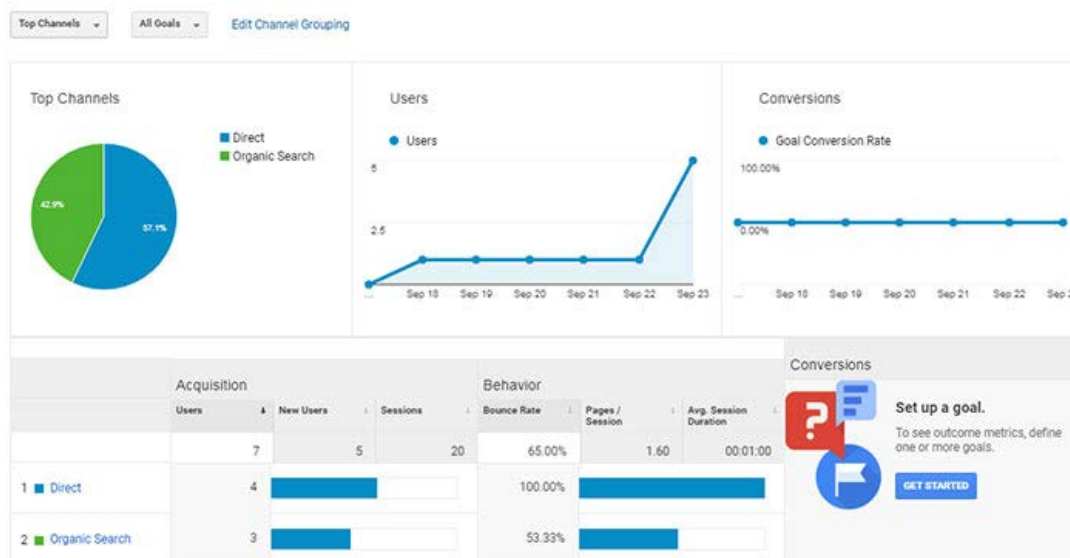 Top Channels
All Goals
Edit Channel Grouping
Top Channels
Direct
Organic Search
42.9%
57.1%
Users
Users
5
2.5
...
Sep 18
Sep 19
Sep 20
Sep 21
Sep 22
Sep 23
Conversions
Goal Conversion Rate
100.00%
0.00%
...
Sep 18
Sep 19
Sep 20
Sep 21
Sep 22
Sep 2
Acquisition
Behavior
Conversions
Users
New Users
Sessions
Bounce Rate
Pages /
Session
Avg. Session
Duration
7
5
20
65.00%
1.60
00:01:00
Set up a goal.
To see outcome metrics, define
one or more goals.
GET STARTED
1 Direct
4
100.00%
2 Organic Search
3
53.33%